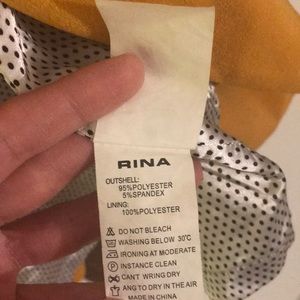 RINA
OUTSHELL:
95%POLYESTER
5%SPANDEX
LINING:
100%POLYESTER
DO NOT BLEACH
WASHING BELOW 30°C
IRONING AT MODERATE
INSTANCE CLEAN
CANT WRING DRY
ANG TO DRY IN THE AIR
MADE IN CHINA